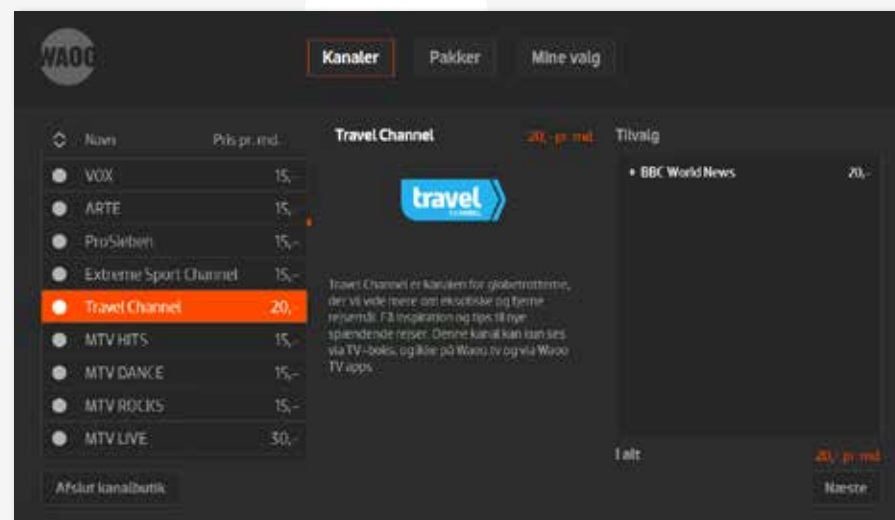 WAOO
Kanaler
Pakker
Mine valg
Navn Pris pr. md.
VOX 15,-
ARTE 15,-
ProSieben 15,-
Extreme Sport Channel 15,-
Travel Channel 20,-
MTV HITS 15,-
MTV DANCE 15,-
MTV ROCKS 15,-
MTV LIVE 30,-
Afslut kanalbutik
Travel Channel 20,- pr. md.
travel
CHANNEL
Travel Channel er kanalen for globetrotterne,
der vil vide mere om eksotiske og fjerne
rejsemål. Få inspiration og tips til nye
spændende rejser. Denne kanal kan kun ses
via TV-boks, og ikke på Waoo tv og via Waoo
TV apps
Tilvalg
• BBC World News 20,-
I alt 20,- pr. md.
Næste